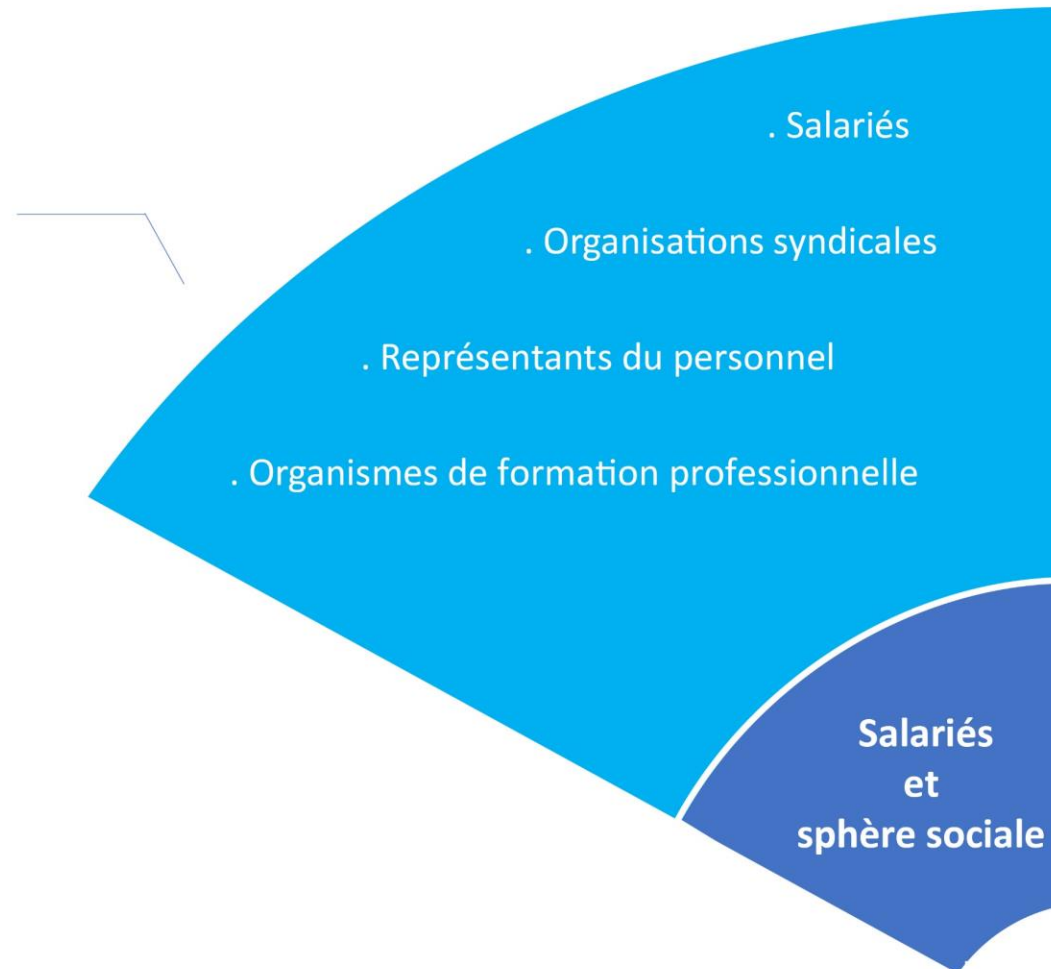 . Salariés
. Organisations syndicales
. Représentants du personnel
. Organismes de formation professionnelle
Salariés
et
sphère sociale